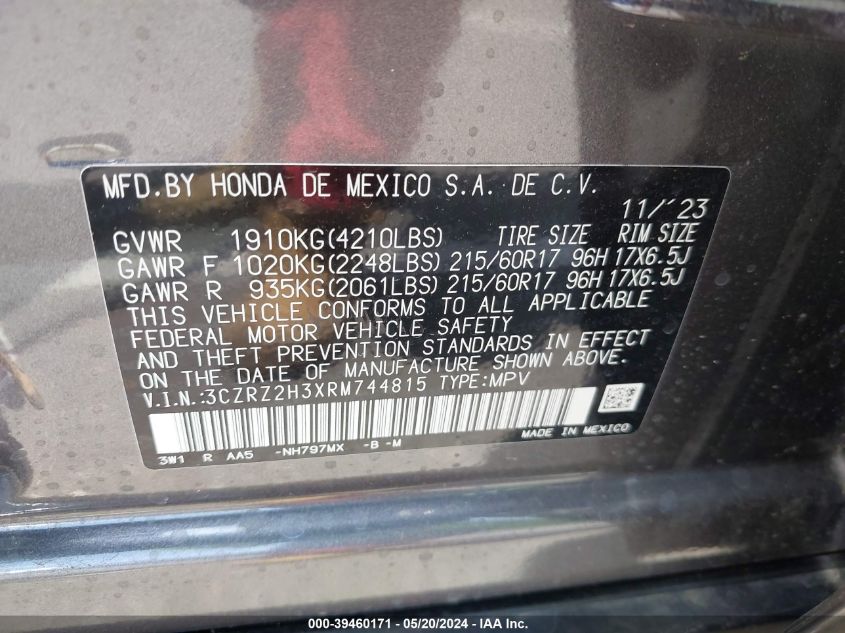 MFD.BY HONDA DE MEXICO S.A. DE C.V.
11/'23
GVWR 1910KG(4210LBS) TIRE SIZE RIM SIZE
GAWR F 1020KG(2248LBS) 215/60R17 96H 17X6.5J
GAWR R 935KG(2061LBS) 215/60R17 96H 17X6.5J
THIS VEHICLE CONFORMS TO ALL APPLICABLE
FEDERAL MOTOR VEHICLE SAFETY
AND THEFT PREVENTION STANDARDS IN EFFECT
ON THE DATE OF MANUFACTURE SHOWN ABOVE.
V.I.N.:3CZRZ2H3XRM744815 TYPE:MPV
3W1 R AA5 -NH797MX -B -M MADE IN MEXICO
000-39460171 - 05/20/2024 - IAA Inc.